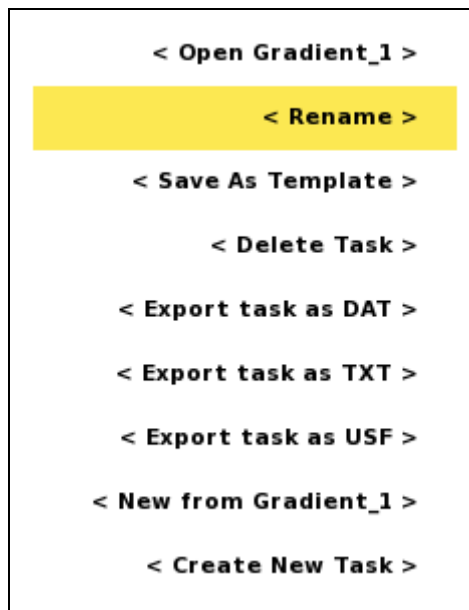 < Open Gradient_1 >
< Rename >
< Save As Template >
< Delete Task >
< Export task as DAT >
< Export task as TXT >
< Export task as USF >
< New from Gradient_1 >
< Create New Task >